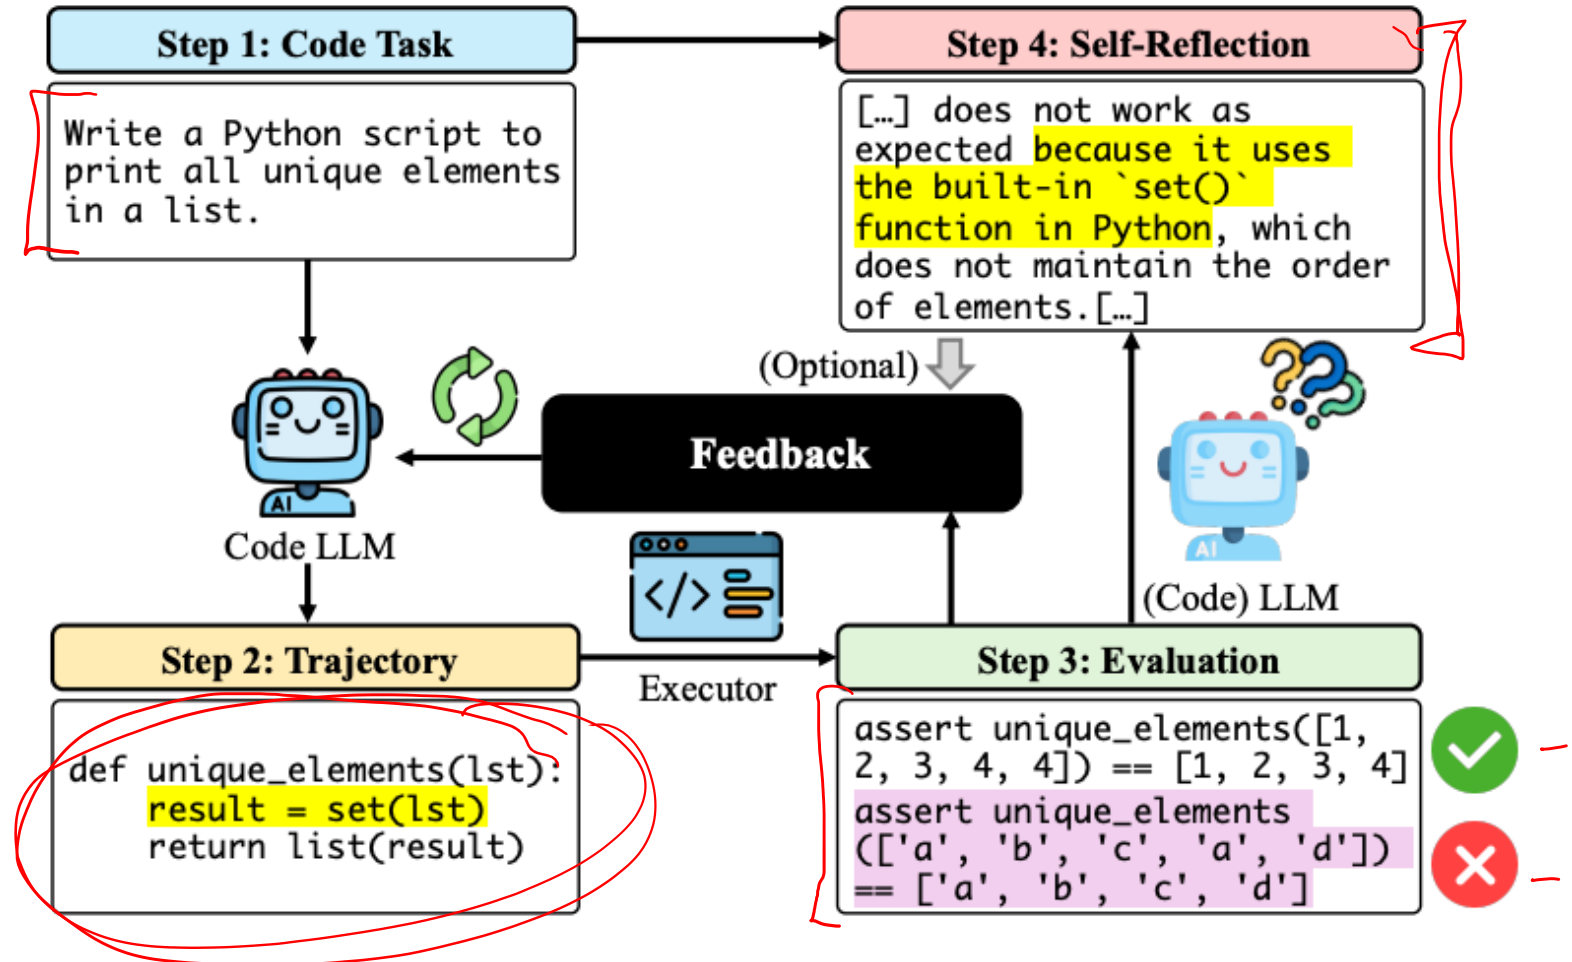 Step 1: Code Task
Write a Python script to
print all unique elements
in a list.
Step 4: Self-Reflection
[…] does not work as
expected because it uses
the built-in `set()`
function in Python, which
does not maintain the order
of elements.[…]
(Optional)
Feedback
AI
Code LLM
</>
Executor
AI
(Code) LLM
Step 2: Trajectory
def unique_elements(lst):
    result = set(lst)
    return list(result)
Step 3: Evaluation
assert unique_elements([1,
2, 3, 4, 4]) == [1, 2, 3, 4]
assert unique_elements
(['a', 'b', 'c', 'a', 'd'])
== ['a', 'b', 'c', 'd']